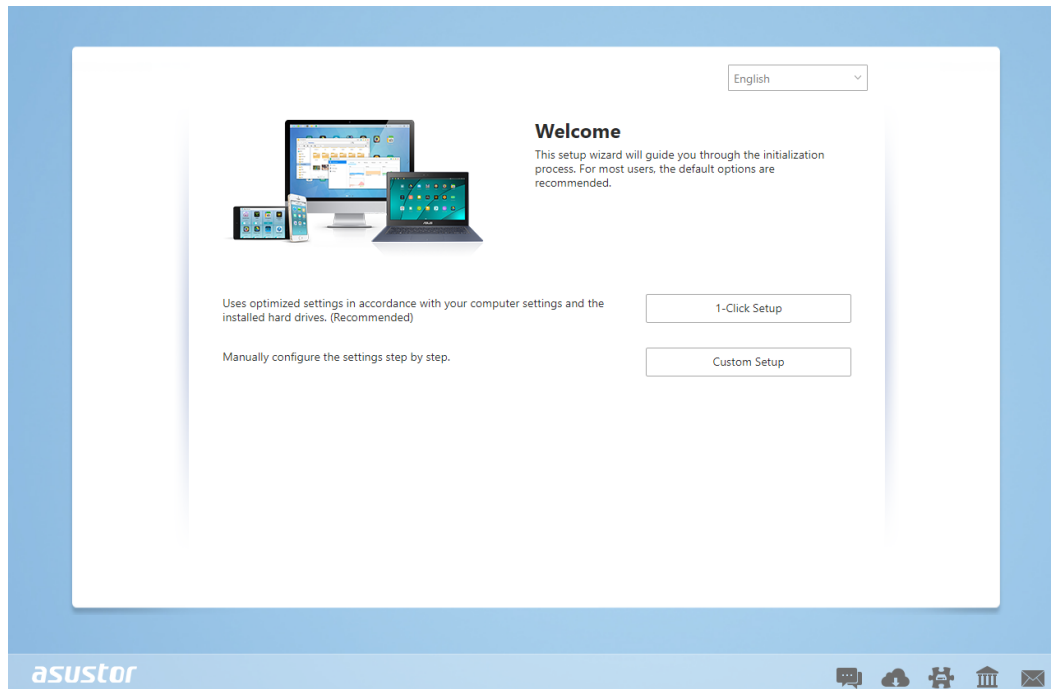 English
Welcome
This setup wizard will guide you through the initialization
process. For most users, the default options are
recommended.
Uses optimized settings in accordance with your computer settings and the
installed hard drives. (Recommended)
1-Click Setup
Manually configure the settings step by step.
Custom Setup
asustor